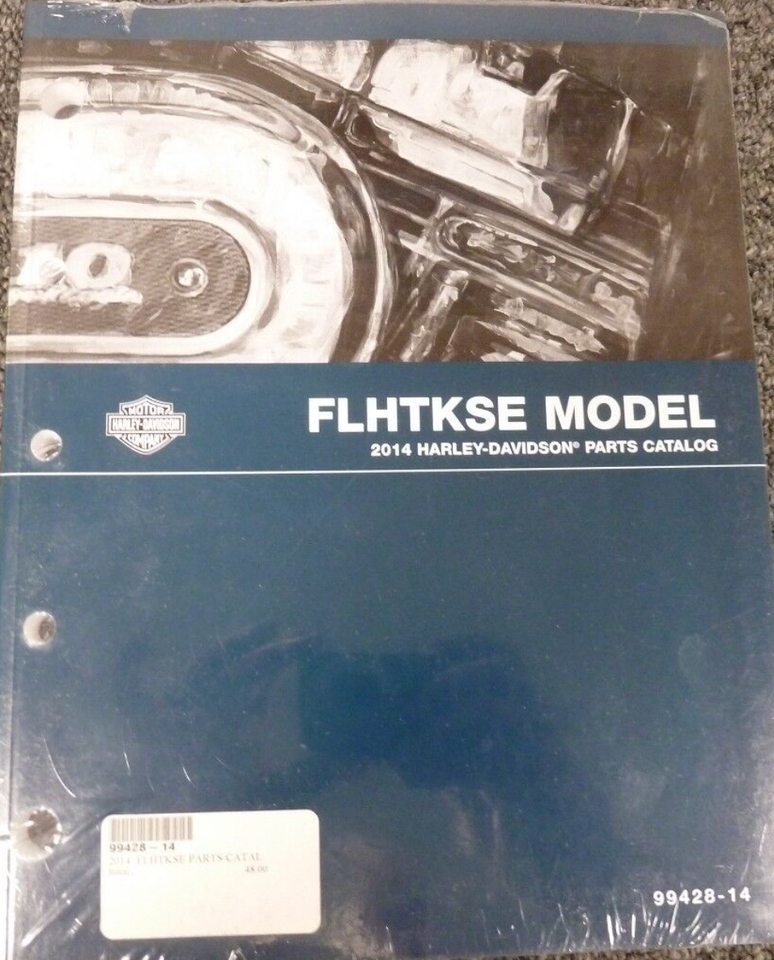 MOTOR
HARLEY-DAVIDSON
COMPANY
FLHTKSE MODEL
2014 HARLEY-DAVIDSON® PARTS CATALOG
99428-14
2014 FLHTKSE PARTS CATAL
48.00
99428-14